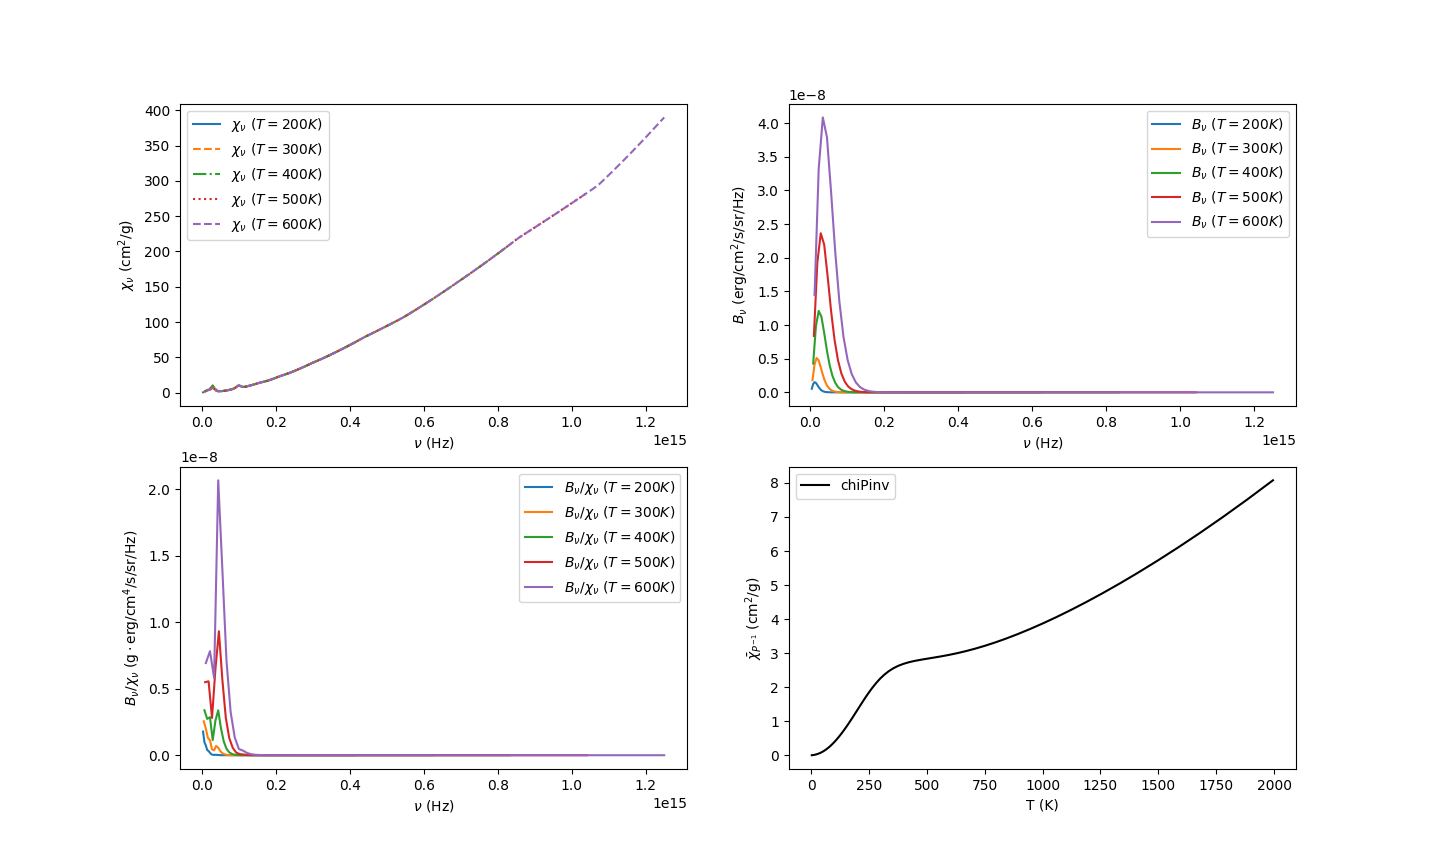 400
350
300
250
200
150
100
50
0
χν (cm²/g)
χν (T = 200K)
χν (T = 300K)
χν (T = 400K)
χν (T = 500K)
χν (T = 600K)
0.0 0.2 0.4 0.6 0.8 1.0 1.2
1e15
ν (Hz)
1e−8
4.0
3.5
3.0
2.5
2.0
1.5
1.0
0.5
0.0
Bν (erg/cm²/s/sr/Hz)
Bν (T = 200K)
Bν (T = 300K)
Bν (T = 400K)
Bν (T = 500K)
Bν (T = 600K)
0.0 0.2 0.4 0.6 0.8 1.0 1.2
1e15
ν (Hz)
1e−8
2.0
1.5
1.0
0.5
0.0
Bν/χν (g · erg/cm⁴/s/sr/Hz)
Bν/χν (T = 200K)
Bν/χν (T = 300K)
Bν/χν (T = 400K)
Bν/χν (T = 500K)
Bν/χν (T = 600K)
0.0 0.2 0.4 0.6 0.8 1.0 1.2
1e15
ν (Hz)
8
7
6
5
4
3
2
1
0
χ̄P⁻¹ (cm²/g)
chiPinv
0 250 500 750 1000 1250 1500 1750 2000
T (K)